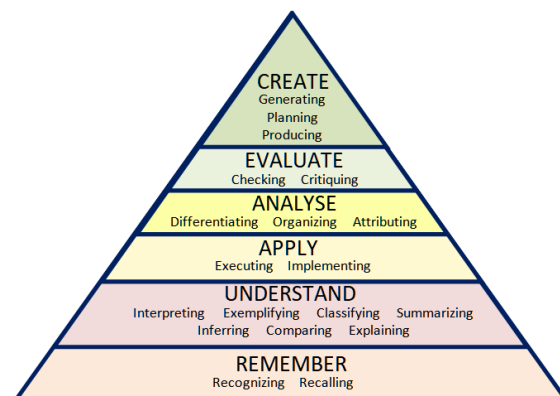 CREATE
Generating
Planning
Producing
EVALUATE
Checking Critiquing
ANALYSE
Differentiating Organizing Attributing
APPLY
Executing Implementing
UNDERSTAND
Interpreting Exemplifying Classifying Summarizing
Inferring Comparing Explaining
REMEMBER
Recognizing Recalling